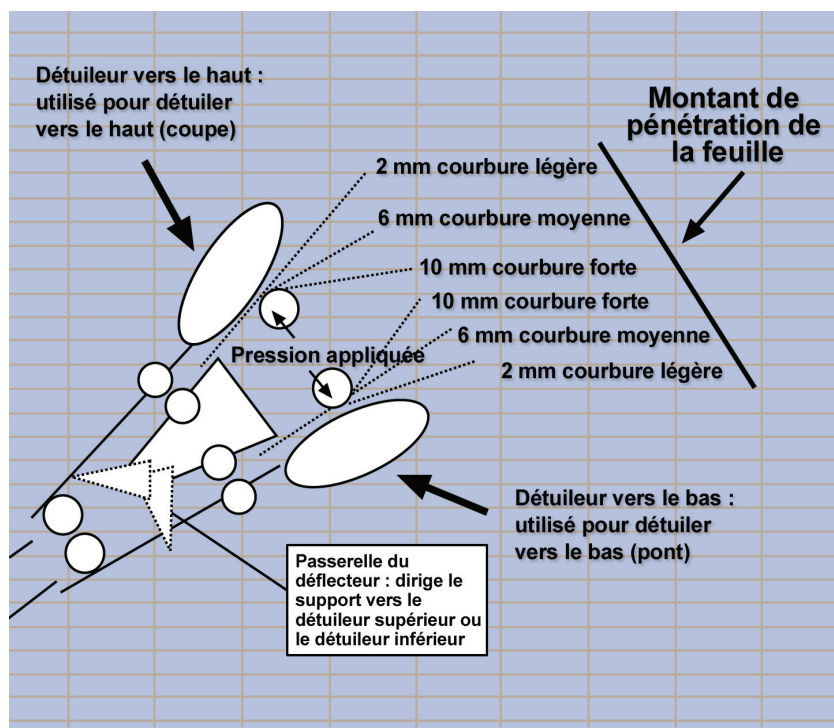 Détuileur vers le haut :
utilisé pour détuiler
vers le haut (coupe)
Montant de
pénétration de
la feuille
2 mm courbure légère
6 mm courbure moyenne
10 mm courbure forte
10 mm courbure forte
Pression appliquée
6 mm courbure moyenne
2 mm courbure légère
Détuileur vers le bas :
utilisé pour détuiler
vers le bas (pont)
Passerelle du
déflecteur : dirige le
support vers le
détuileur supérieur ou
le détuileur inférieur